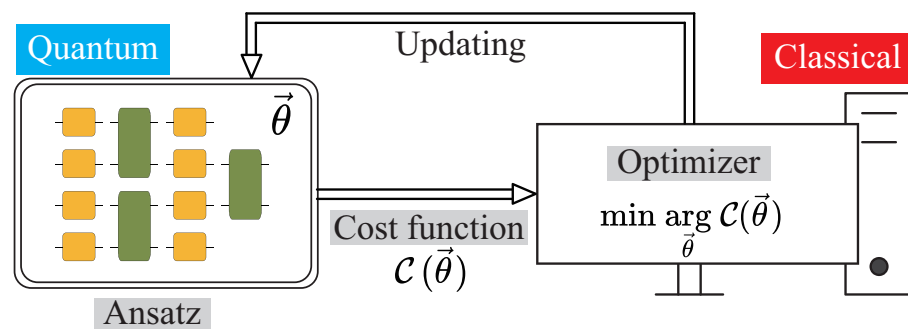 Quantum
Updating
Classical
θ⃗
Optimizer
min arg C(θ⃗)
θ⃗
Cost function
C(θ⃗)
Ansatz